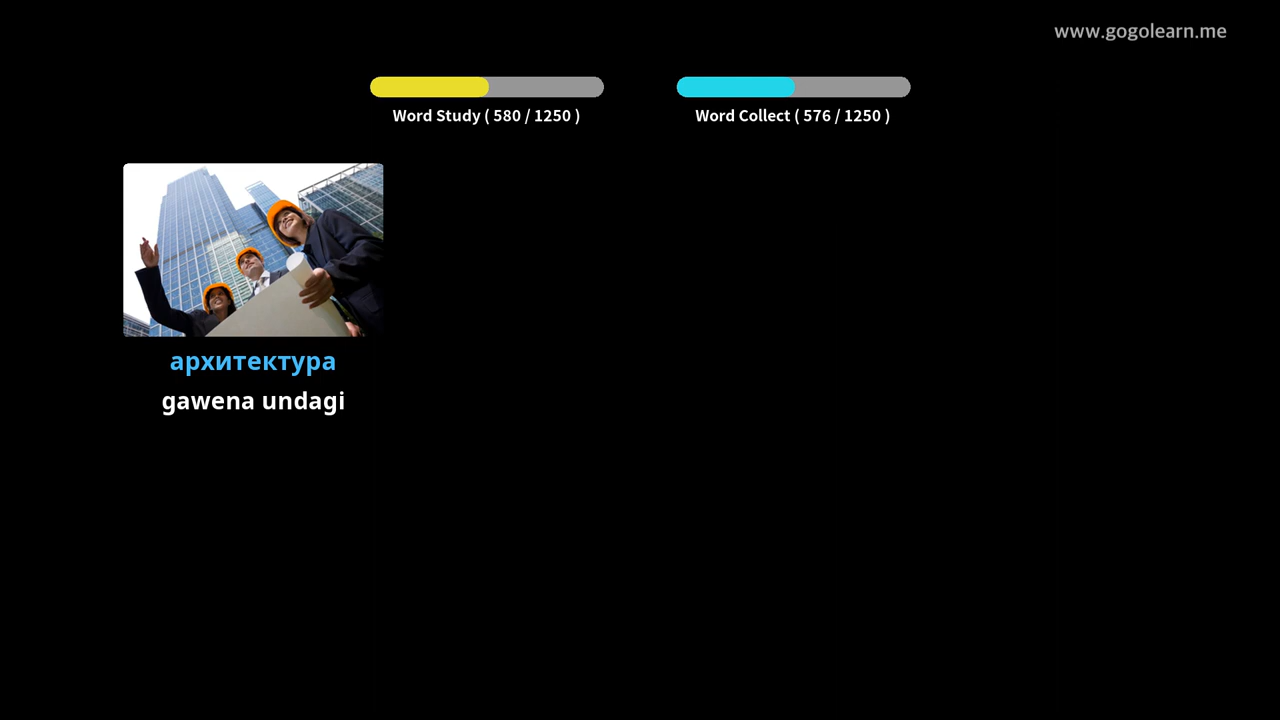 www.gogolearn.me
Word Study ( 580 / 1250 )
Word Collect ( 576 / 1250 )
архитектура
gawena undagi